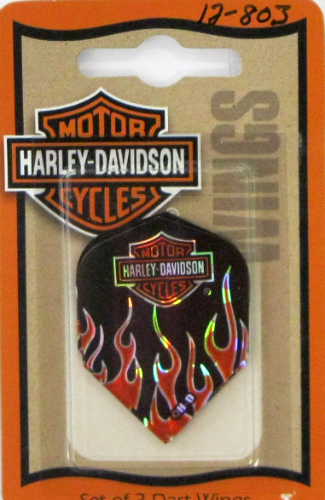 12-803
MOTOR
HARLEY-DAVIDSON
CYCLES
WINGS
MOTOR
HARLEY-DAVIDSON
CYCLES
H-D
Set of 3 Dart Wings